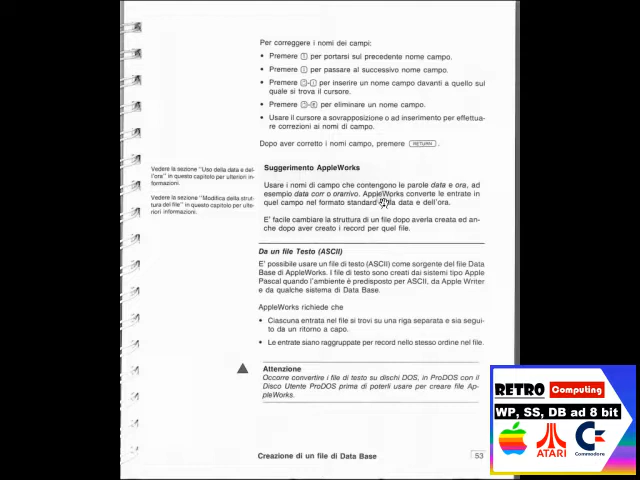 Per correggere i nomi dei campi:
• Premere ↑ per portarsi sul precedente nome campo.
• Premere ↓ per passare al successivo nome campo.
• Premere per inserire un nome campo davanti a quello sul
quale si trova il cursore.
• Premere per eliminare un nome campo.
• Usare il cursore a sovrapposizione o ad inserimento per effettua-
re correzioni ai nomi di campo.
Dopo aver corretto i nomi campo, premere RETURN .
Vedere la sezione "Uso della data e del-
l'ora" in questo capitolo per ulteriori in-
formazioni.
Vedere la sezione "Modifica della strut-
tura del file" in questo capitolo per ulte-
riori informazioni.
Suggerimento AppleWorks
Usare i nomi di campo che contengono le parole data e ora, ad
esempio data corr o orarrivo. AppleWorks converte le entrate in
quel campo nel formato standard della data e dell'ora.
E' facile cambiare la struttura di un file dopo averla creata ed an-
che dopo aver creato i record per quel file.
Da un file Testo (ASCII)
E' possibile usare un file di testo (ASCII) come sorgente del file Data
Base di AppleWorks. I file di testo sono creati dai sistemi tipo Apple
Pascal quando l'ambiente è predisposto per ASCII, da Apple Writer
e da qualche sistema di Data Base.
AppleWorks richiede che
• Ciascuna entrata nel file si trovi su una riga separata e sia segui-
to da un ritorno a capo.
• Le entrate siano raggruppate per record nello stesso ordine nel file.
Attenzione
Occorre convertire i file di testo su dischi DOS, in ProDOS con il
Disco Utente ProDOS prima di poterli usare per creare file Ap-
pleWorks.
Creazione di un file di Data Base
53
RETRO Computing
WP, SS, DB ad 8 bit
ATARI
Commodore